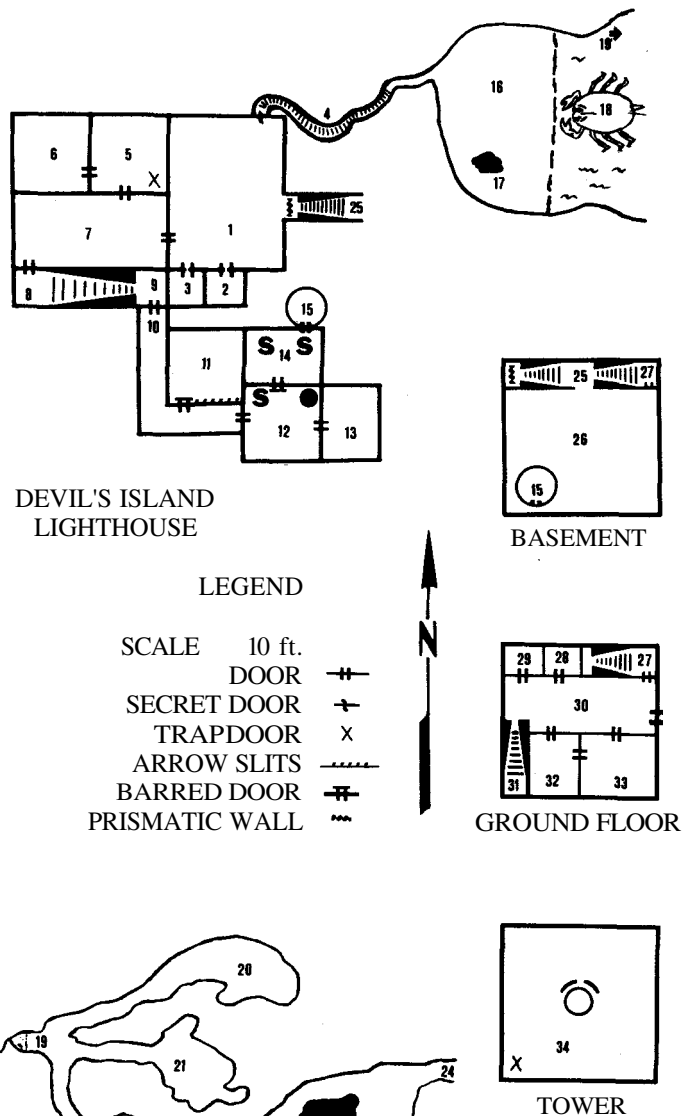 19
4
16
18
6
5
X
17
1
7
25
8
9
3
2
10
15
S S
14
11
S
12
13
25
27
26
15
DEVIL'S ISLAND
LIGHTHOUSE
BASEMENT
LEGEND
SCALE 10 ft.
DOOR
SECRET DOOR
TRAPDOOR X
ARROW SLITS
BARRED DOOR
PRISMATIC WALL
N
29
28
27
30
31
32
33
GROUND FLOOR
20
19
21
24
34
X
TOWER